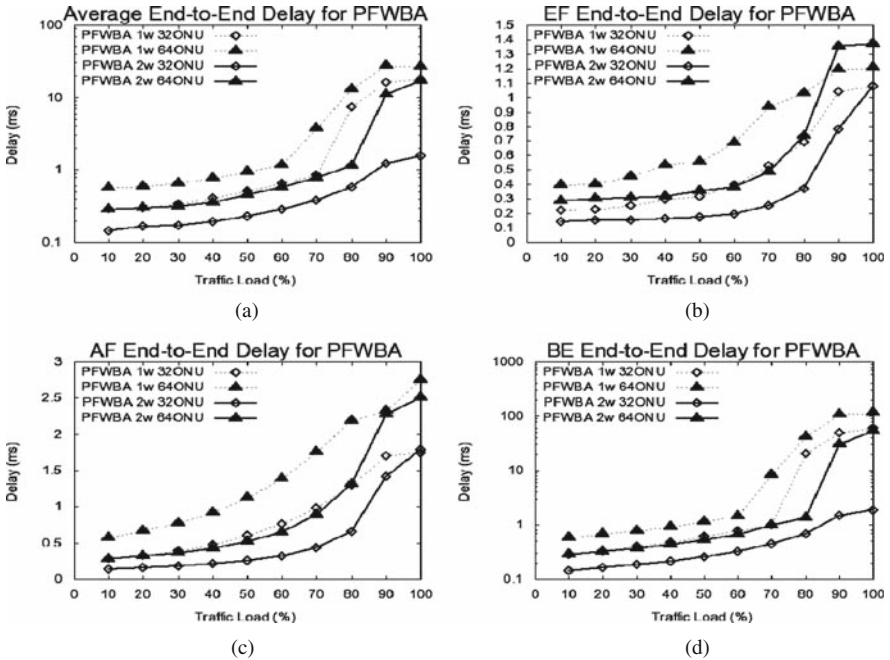 Average End-to-End Delay for PFWBA
PFWBA 1w 32ONU
PFWBA 1w 64ONU
PFWBA 2w 32ONU
PFWBA 2w 64ONU
100
10
1
0.1
Delay (ms)
0 10 20 30 40 50 60 70 80 90 100
Traffic Load (%)
(a)
EF End-to-End Delay for PFWBA
PFWBA 1w 32ONU
PFWBA 1w 64ONU
PFWBA 2w 32ONU
PFWBA 2w 64ONU
1.5
1.4
1.3
1.2
1.1
1
0.9
0.8
0.7
0.6
0.5
0.4
0.3
0.2
0.1
0
Delay (ms)
0 10 20 30 40 50 60 70 80 90 100
Traffic Load (%)
(b)
AF End-to-End Delay for PFWBA
PFWBA 1w 32ONU
PFWBA 1w 64ONU
PFWBA 2w 32ONU
PFWBA 2w 64ONU
3
2.5
2
1.5
1
0.5
0
Delay (ms)
0 10 20 30 40 50 60 70 80 90 100
Traffic Load (%)
(c)
BE End-to-End Delay for PFWBA
PFWBA 1w 32ONU
PFWBA 1w 64ONU
PFWBA 2w 32ONU
PFWBA 2w 64ONU
1000
100
10
1
0.1
Delay (ms)
0 10 20 30 40 50 60 70 80 90 100
Traffic Load (%)
(d)